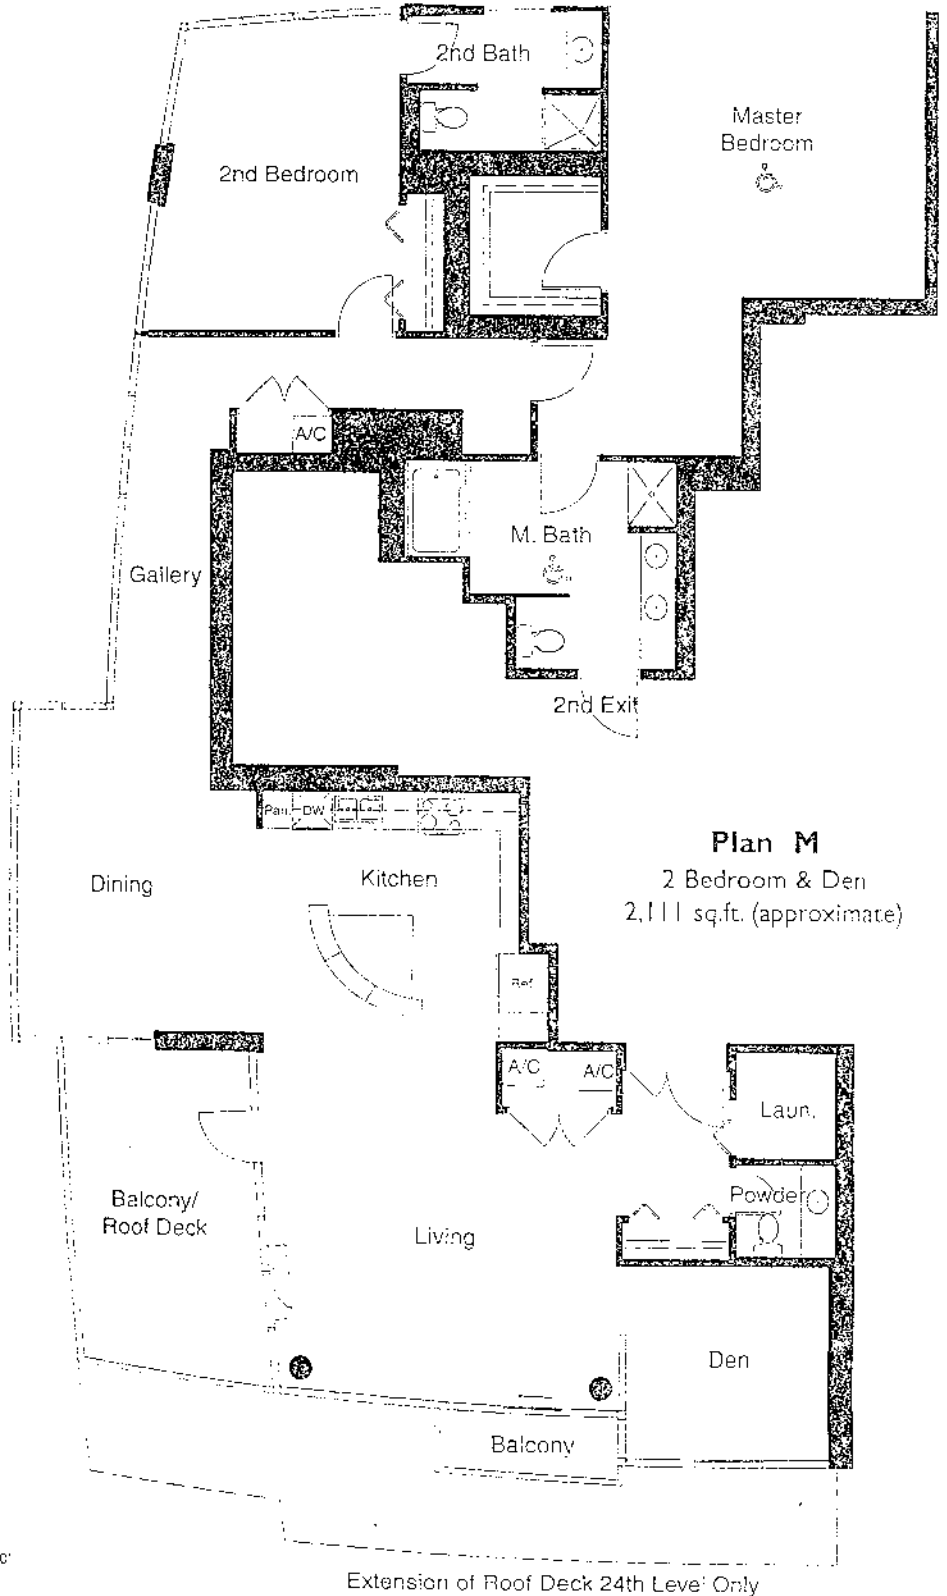 2nd Bath
Master
Bedroom
2nd Bedroom
A/C
M. Bath
Gallery
2nd Exit
Pan.
DW
Plan M
2 Bedroom & Den
2,111 sq.ft. (approximate)
Dining
Kitchen
Ref.
A/C
A/C
Laun.
Powder
Balcony/
Roof Deck
Living
Den
Balcony
Extension of Roof Deck 24th Level Only